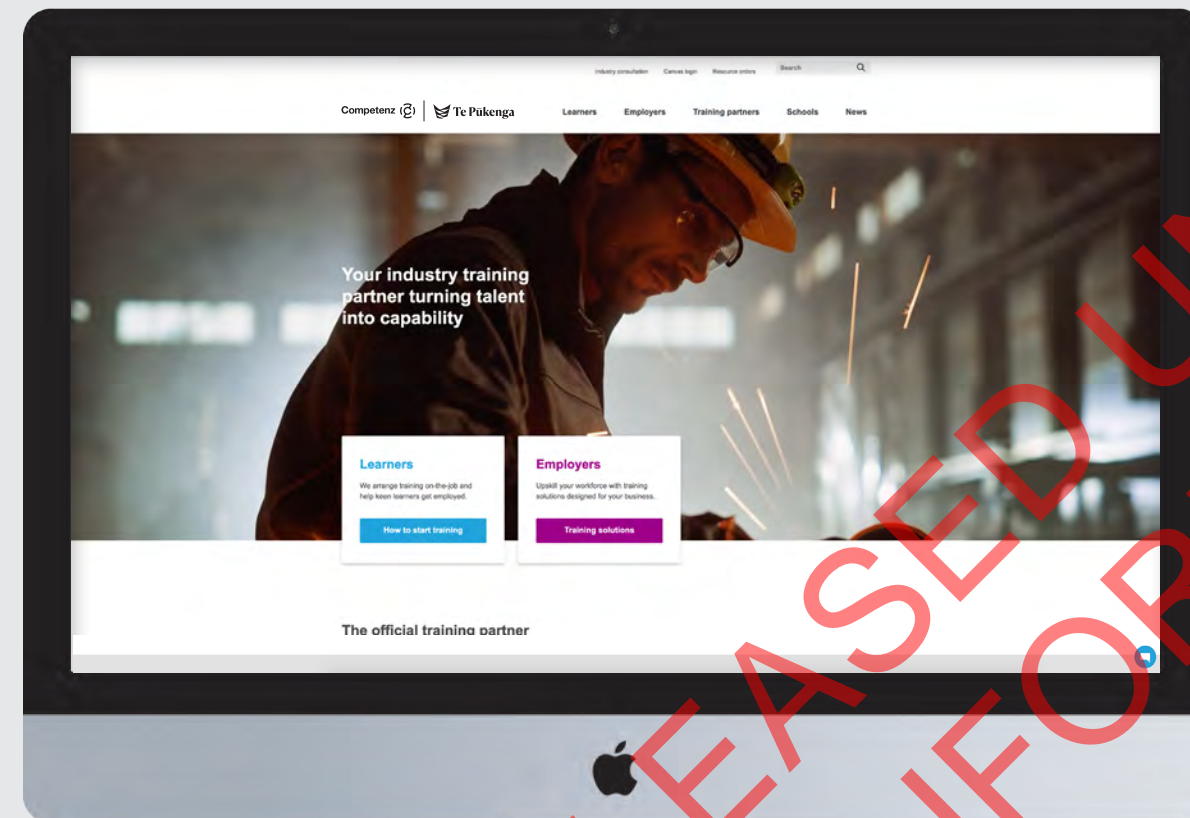 Industry consultation Canvas login Resource orders Search
Competenz Te Pūkenga Learners Employers Training partners Schools News
Your industry training
partner turning talent
into capability
Learners
We arrange training on-the-job and
help keen learners get employed.
How to start training
Employers
Upskill your workforce with training
solutions designed for your business.
Training solutions
The official training partner
EASED U
FOR